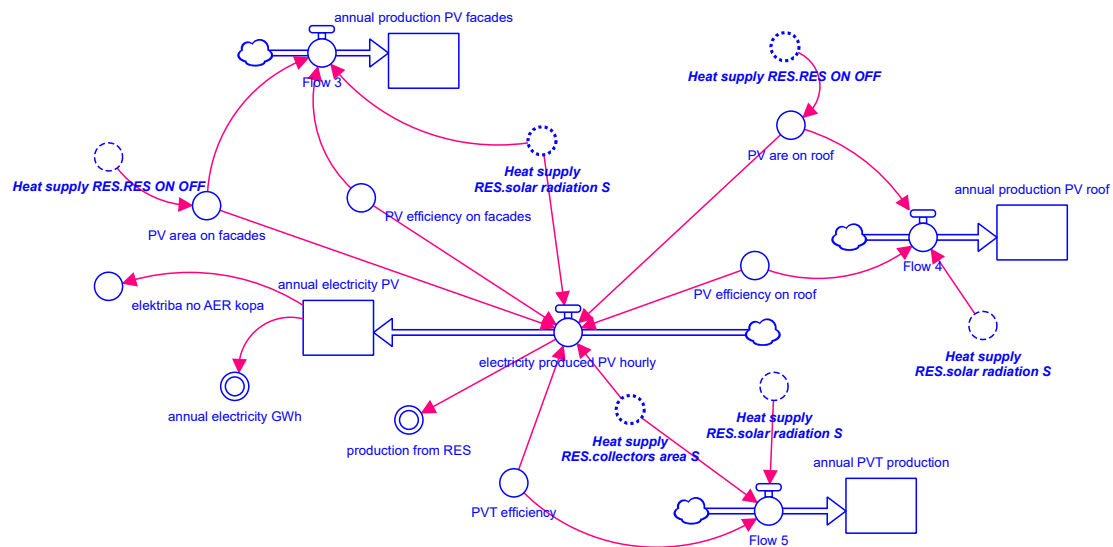 annual production PV facades
Flow 3
Heat supply RES.RES ON OFF
Heat supply
RES.solar radiation S
PV are on roof
Heat supply RES.RES ON OFF
annual production PV roof
PV efficiency on facades
PV area on facades
Flow 4
annual electricity PV
elektriba no AER kopa
PV efficiency on roof
electricity produced PV hourly
Heat supply
RES.solar radiation S
annual electricity GWh
production from RES
Heat supply
RES.collectors area S
Heat supply
RES.solar radiation S
annual PVT production
PVT efficiency
Flow 5